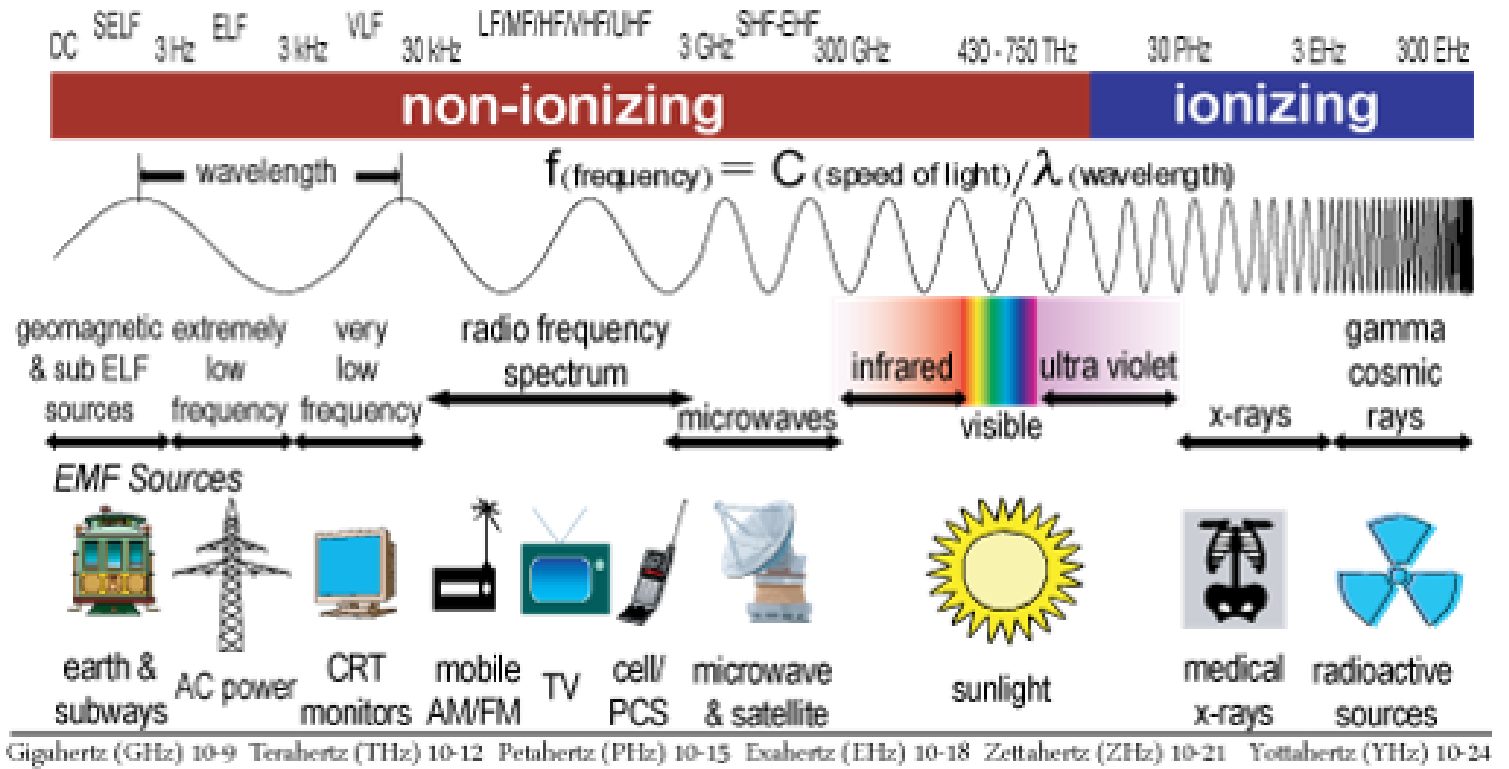 DC SELF 3 Hz ELF 3 kHz VLF 30 kHz LF/MF/HF/VHF/UHF 3 GHz SHF-EHF 300 GHz 430 - 750 THz 30 PHz 3 EHz 300 EHz
non-ionizing ionizing
wavelength f(frequency) = C (speed of light)/λ (wavelength)
geomagnetic
& sub ELF
sources
extremely
low
frequency
very
low
frequency
radio frequency
spectrum
microwaves
infrared
visible
ultra violet
x-rays
gamma
cosmic
rays
EMF Sources
earth &
subways
AC power
CRT
monitors
mobile
AM/FM
TV
cell/
PCS
microwave
& satellite
sunlight
medical
x-rays
radioactive
sources
Gigahertz (GHz) 10-9 Terahertz (THz) 10-12 Petahertz (PHz) 10-15 Exahertz (EHz) 10-18 Zettahertz (ZHz) 10-21 Yottahertz (YHz) 10-24